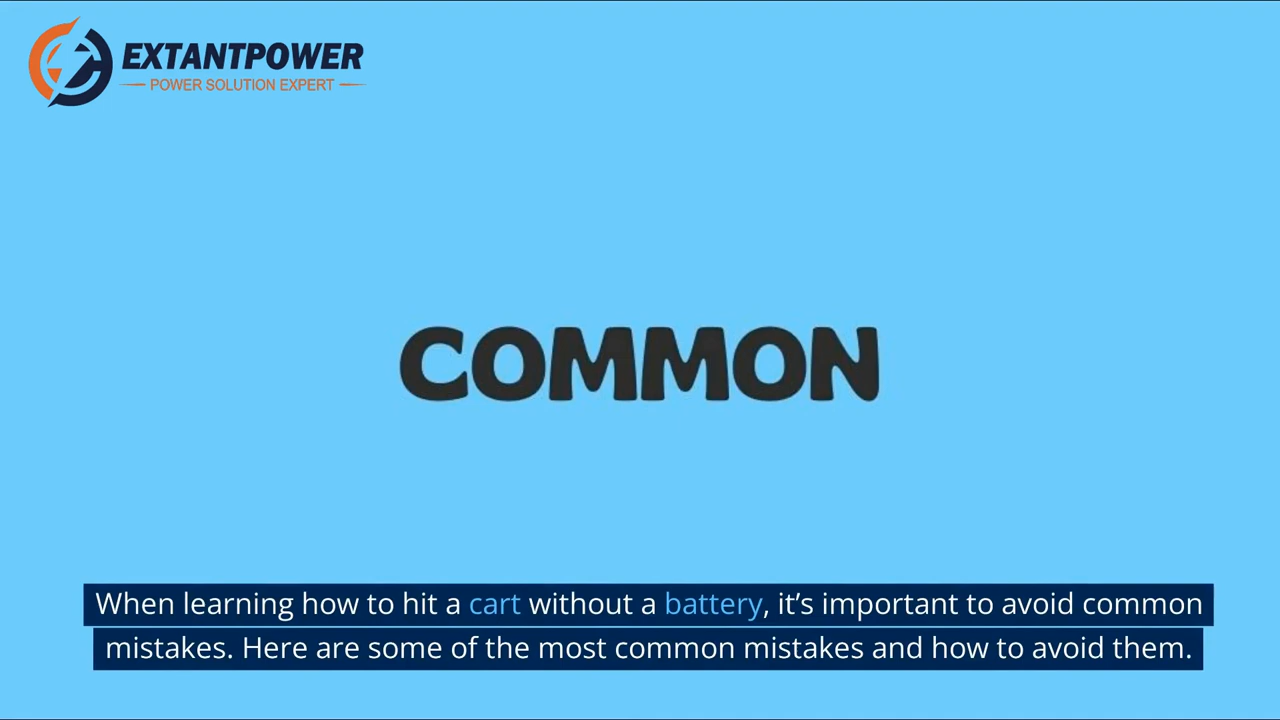 EXTANTPOWER
POWER SOLUTION EXPERT
COMMON
When learning how to hit a cart without a battery, it’s important to avoid common
mistakes. Here are some of the most common mistakes and how to avoid them.